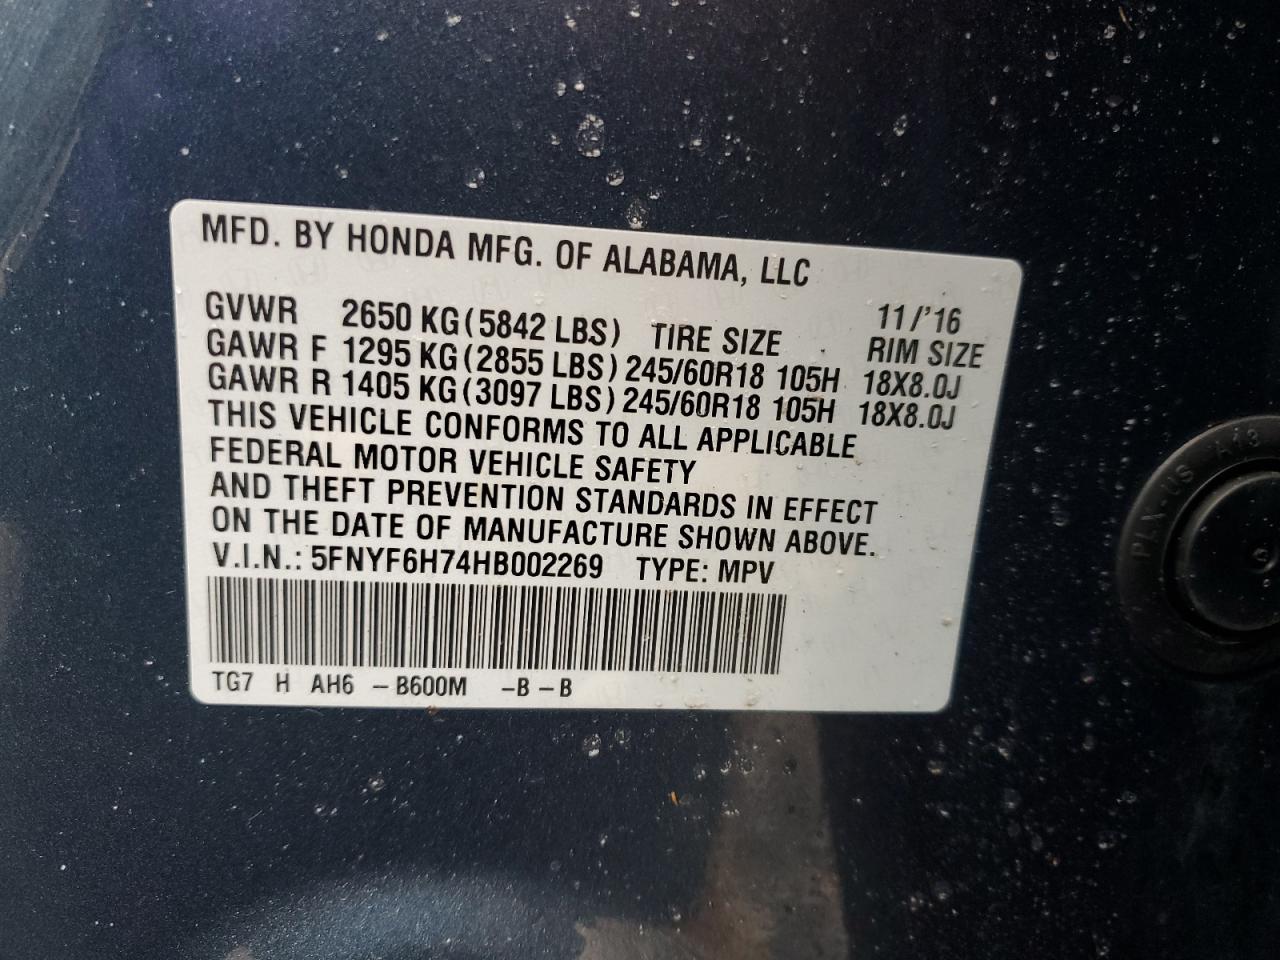 MFD. BY HONDA MFG. OF ALABAMA, LLC
GVWR 2650 KG (5842 LBS) TIRE SIZE 11/'16 RIM SIZE
GAWR F 1295 KG (2855 LBS) 245/60R18 105H 18X8.0J
GAWR R 1405 KG (3097 LBS) 245/60R18 105H 18X8.0J
THIS VEHICLE CONFORMS TO ALL APPLICABLE
FEDERAL MOTOR VEHICLE SAFETY
AND THEFT PREVENTION STANDARDS IN EFFECT
ON THE DATE OF MANUFACTURE SHOWN ABOVE.
V.I.N.: 5FNYF6H74HB002269 TYPE: MPV
TG7 H AH6 -B600M -B-B